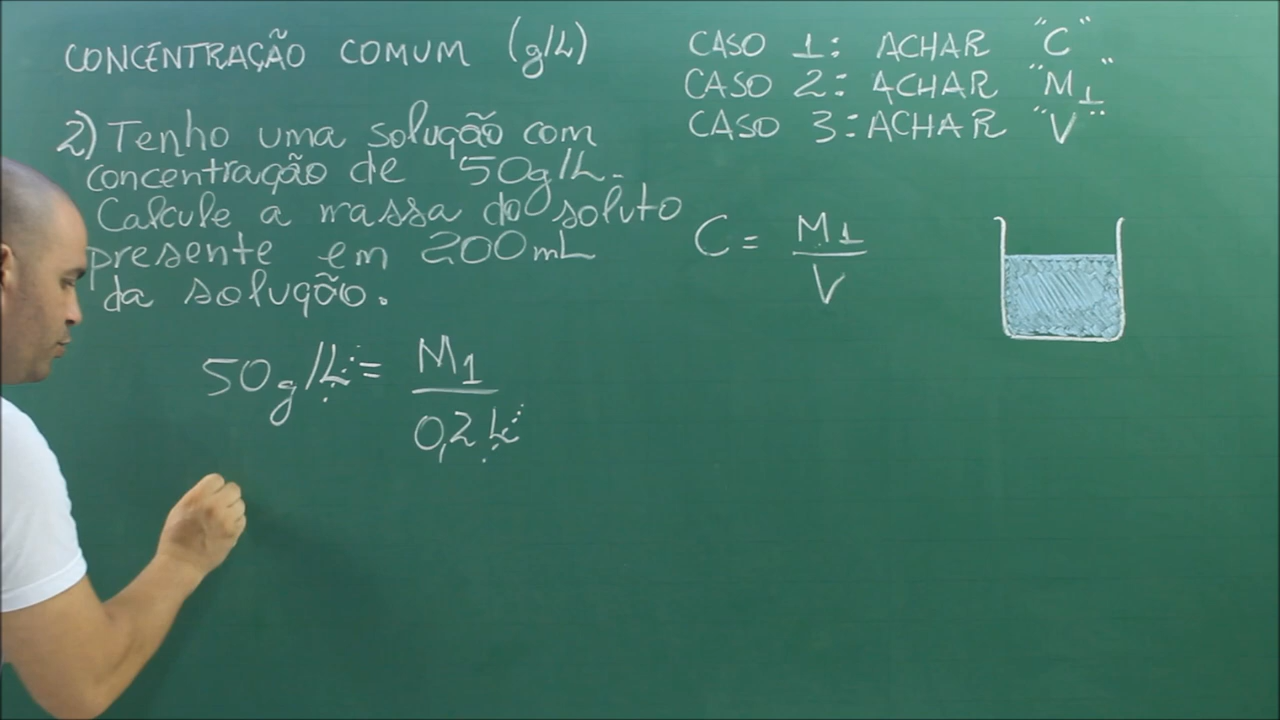 CONCENTRAÇÃO COMUM (g/L)
2) Tenho uma solução com
concentração de 50g/L.
Calcule a massa do soluto
presente em 200mL
da solução.
50g/L = M1
0,2 L
CASO 1: ACHAR "C"
CASO 2: ACHAR "M1"
CASO 3: ACHAR "V"
C = M1
V